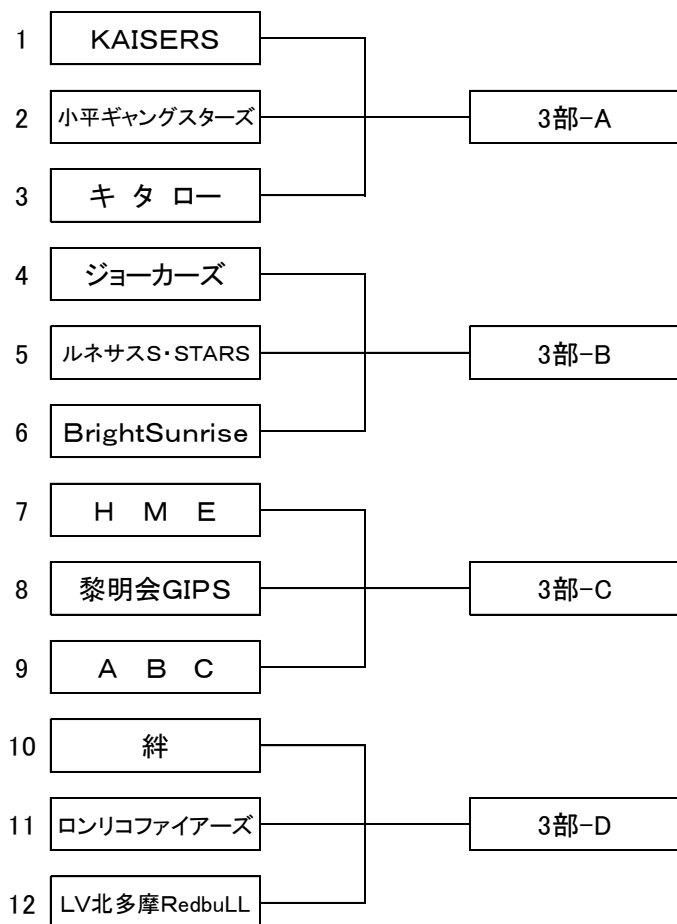 1 KAISERS
2 小平ギャングスターズ
3部-A
3 キ タ ロー
4 ジョーカーズ
5 ルネサスS・STARS
3部-B
6 BrightSunrise
7 H M E
8 黎明会GIPS
3部-C
9 A B C
10 絆
11 ロンリコファイアーズ
3部-D
12 LV北多摩RedbuLL